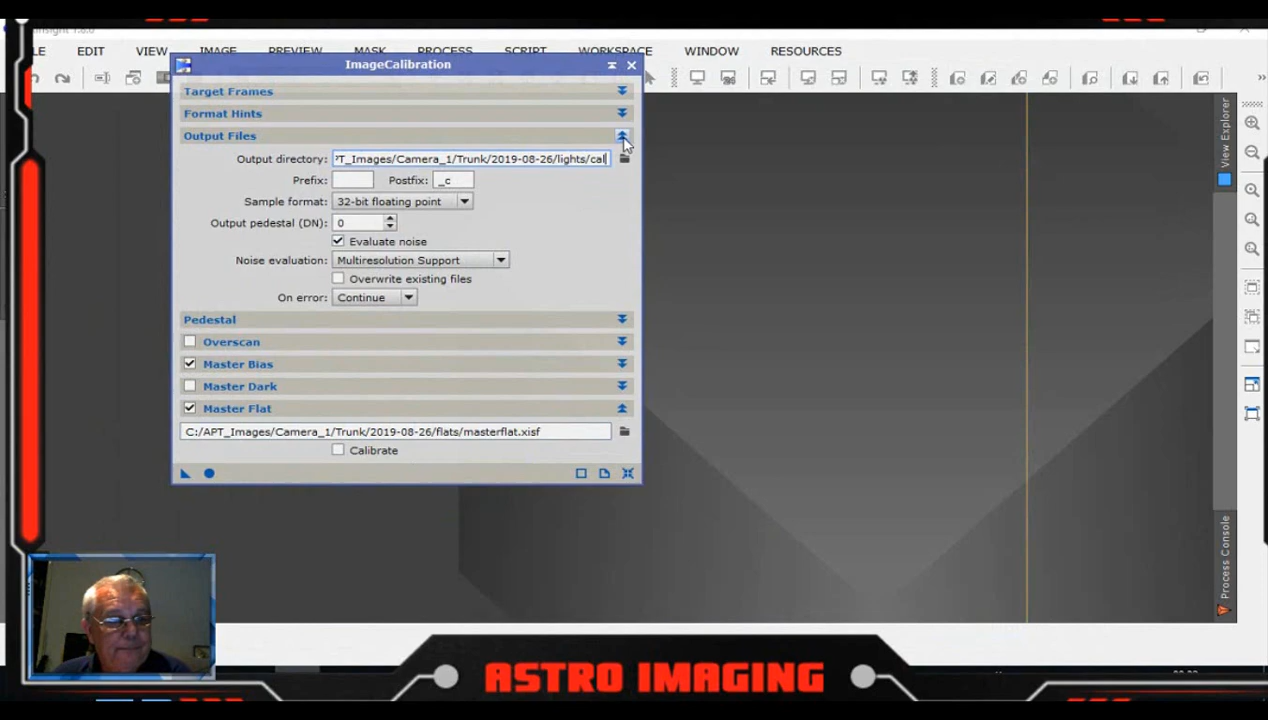 EDIT VIEW IMAGE PREVIEW MASK PROCESS SCRIPT WORKSPACE WINDOW RESOURCES
ImageCalibration
Target Frames
Format Hints
Output Files
Output directory: PT_Images/Camera_1/Trunk/2019-08-26/lights/cal
Prefix: Postfix: _c
Sample format: 32-bit floating point
Output pedestal (DN): 0
Evaluate noise
Noise evaluation: Multiresolution Support
Overwrite existing files
On error: Continue
Pedestal
Overscan
Master Bias
Master Dark
Master Flat
C:/APT_Images/Camera_1/Trunk/2019-08-26/flats/masterflat.xisf
Calibrate
View Explorer
Process Console
ASTRO IMAGING